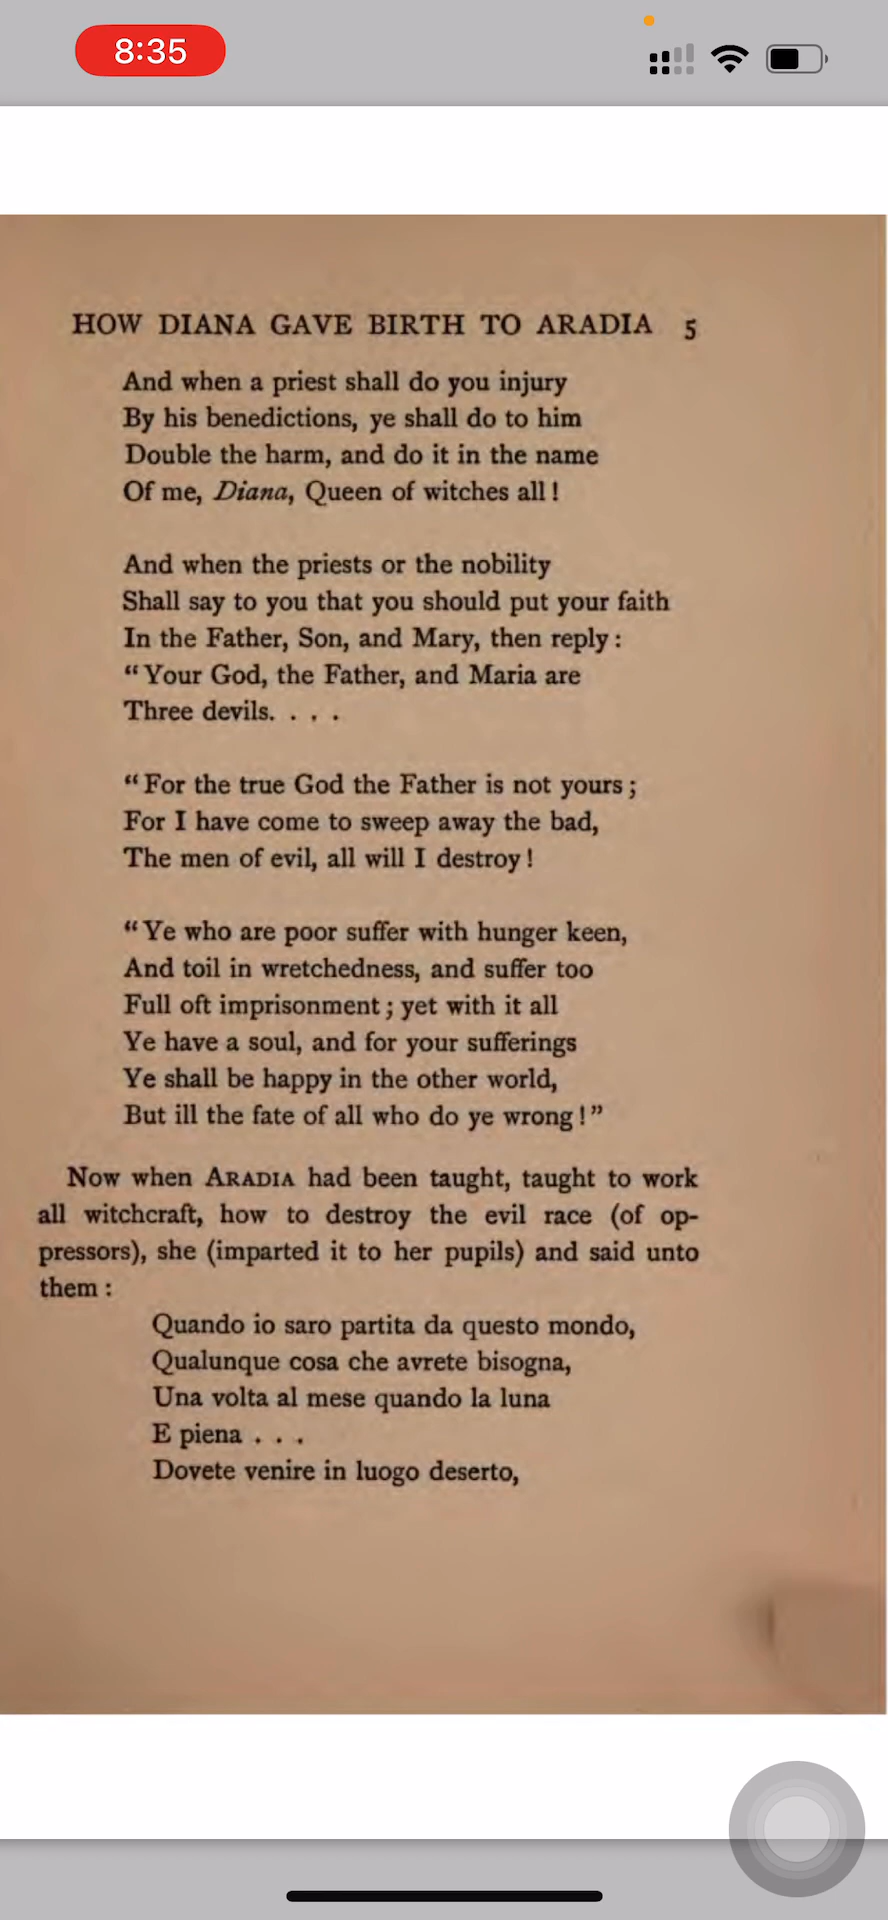 8:35
HOW DIANA GAVE BIRTH TO ARADIA 5
And when a priest shall do you injury
By his benedictions, ye shall do to him
Double the harm, and do it in the name
Of me, Diana, Queen of witches all!
And when the priests or the nobility
Shall say to you that you should put your faith
In the Father, Son, and Mary, then reply:
“Your God, the Father, and Maria are
Three devils. . . .
“For the true God the Father is not yours;
For I have come to sweep away the bad,
The men of evil, all will I destroy!
“Ye who are poor suffer with hunger keen,
And toil in wretchedness, and suffer too
Full oft imprisonment; yet with it all
Ye have a soul, and for your sufferings
Ye shall be happy in the other world,
But ill the fate of all who do ye wrong!”
Now when ARADIA had been taught, taught to work
all witchcraft, how to destroy the evil race (of op-
pressors), she (imparted it to her pupils) and said unto
them:
Quando io saro partita da questo mondo,
Qualunque cosa che avrete bisogna,
Una volta al mese quando la luna
E piena . . .
Dovete venire in luogo deserto,